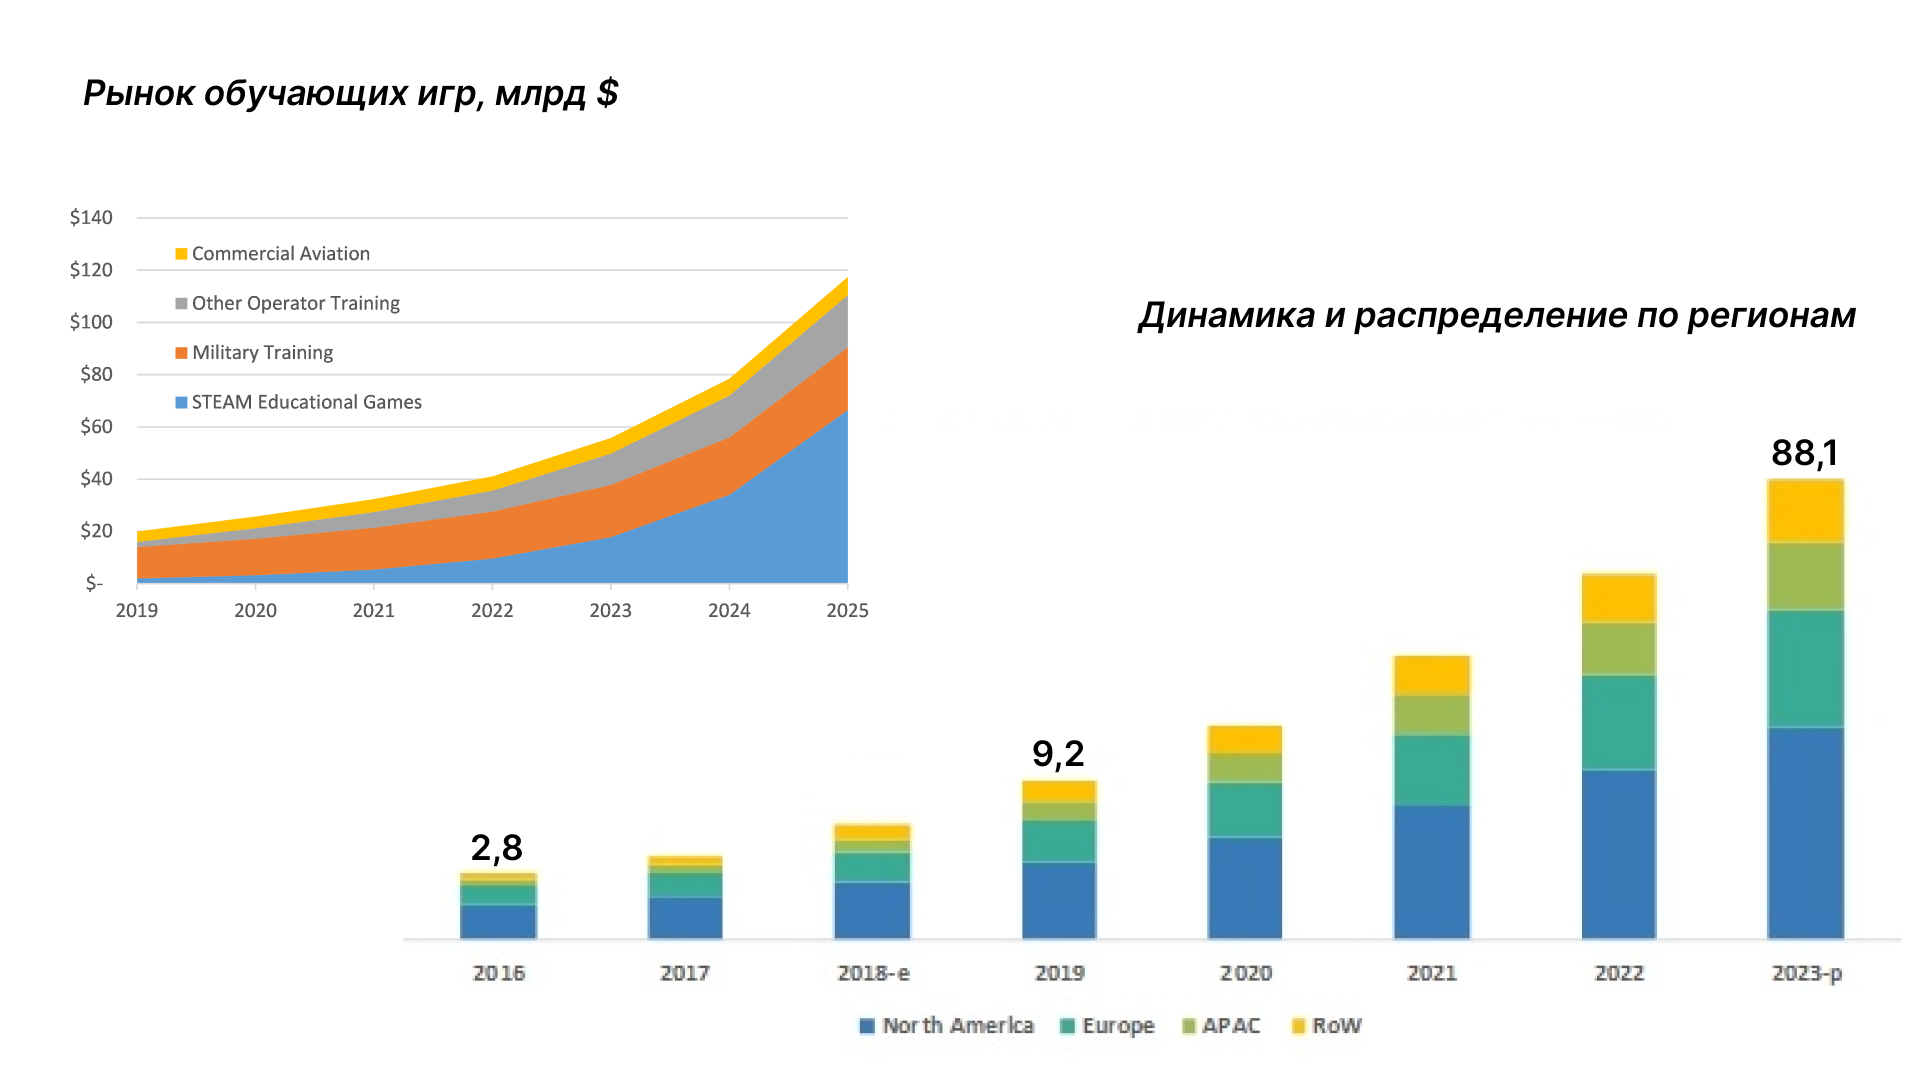 Рынок обучающих игр, млрд $
$140
$120
$100
$80
$60
$40
$20
$-
Commercial Aviation
Other Operator Training
Military Training
STEAM Educational Games
2019 2020 2021 2022 2023 2024 2025
Динамика и распределение по регионам
2,8
9,2
88,1
2016 2017 2018-e 2019 2020 2021 2022 2023-p
North America Europe APAC RoW